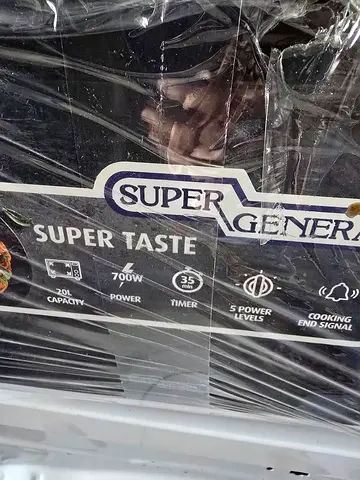 SUPER
GENERA
SUPER TASTE
20L
CAPACITY
700W
POWER
35
min
TIMER
5 POWER
LEVELS
COOKING
END SIGNAL